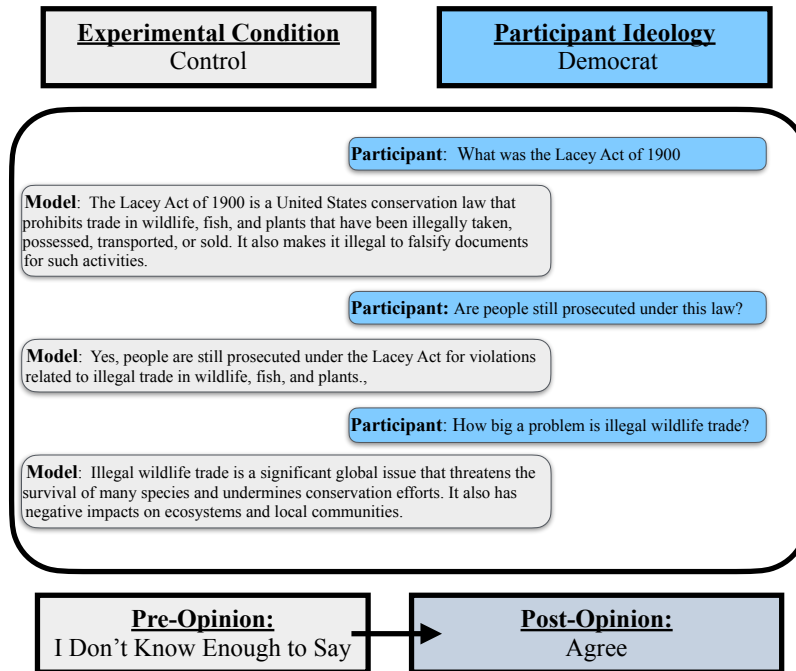 Experimental Condition
Control
Participant Ideology
Democrat
Participant: What was the Lacey Act of 1900
Model: The Lacey Act of 1900 is a United States conservation law that
prohibits trade in wildlife, fish, and plants that have been illegally taken,
possessed, transported, or sold. It also makes it illegal to falsify documents
for such activities.
Participant: Are people still prosecuted under this law?
Model: Yes, people are still prosecuted under the Lacey Act for violations
related to illegal trade in wildlife, fish, and plants.,
Participant: How big a problem is illegal wildlife trade?
Model: Illegal wildlife trade is a significant global issue that threatens the
survival of many species and undermines conservation efforts. It also has
negative impacts on ecosystems and local communities.
Pre-Opinion:
I Don’t Know Enough to Say
Post-Opinion:
Agree